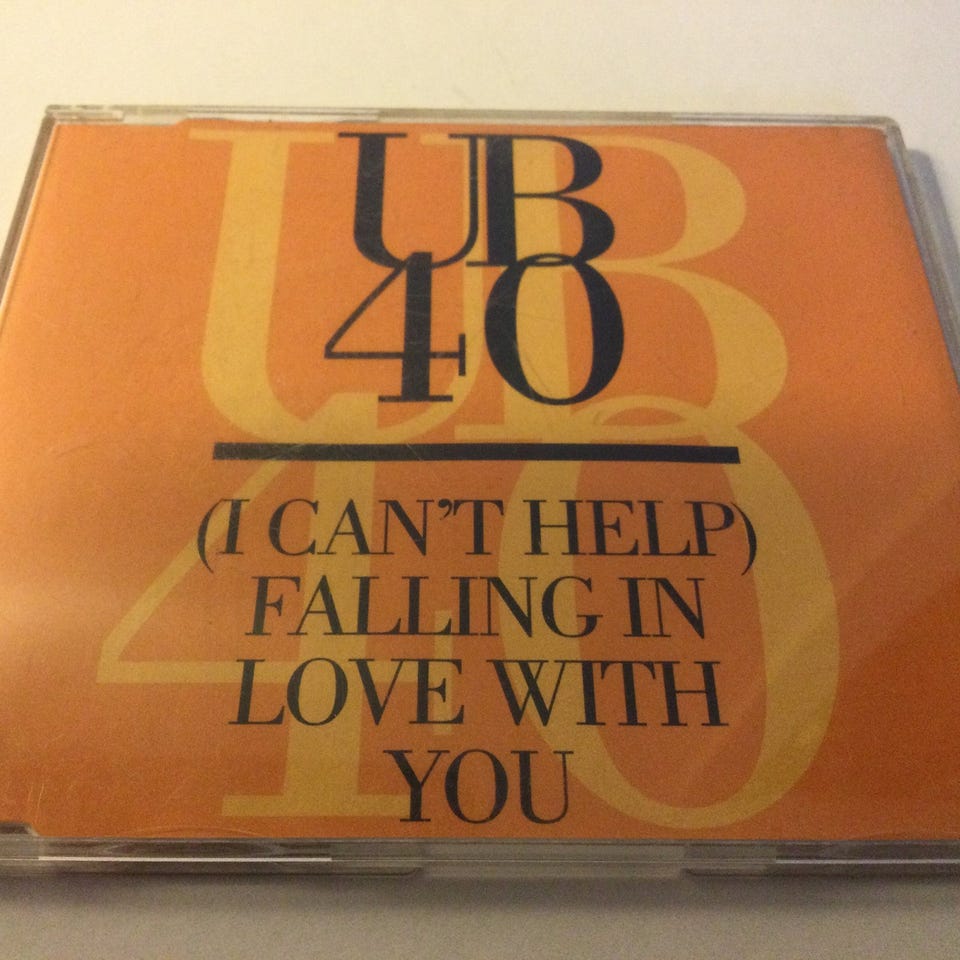 UB
40
(I CAN'T HELP)
FALLING IN
LOVE WITH
YOU